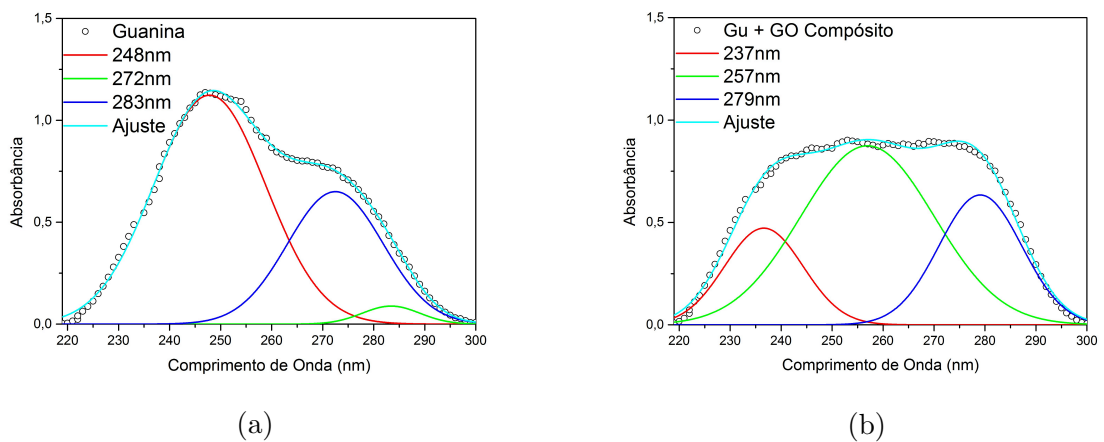 1,5
1,0
0,5
0,0
Absorbância
Guanina
248nm
272nm
283nm
Ajuste
220 230 240 250 260 270 280 290 300
Comprimento de Onda (nm)
(a)
1,5
1,0
0,5
0,0
Absorbância
Gu + GO Compósito
237nm
257nm
279nm
Ajuste
220 230 240 250 260 270 280 290 300
Comprimento de Onda (nm)
(b)